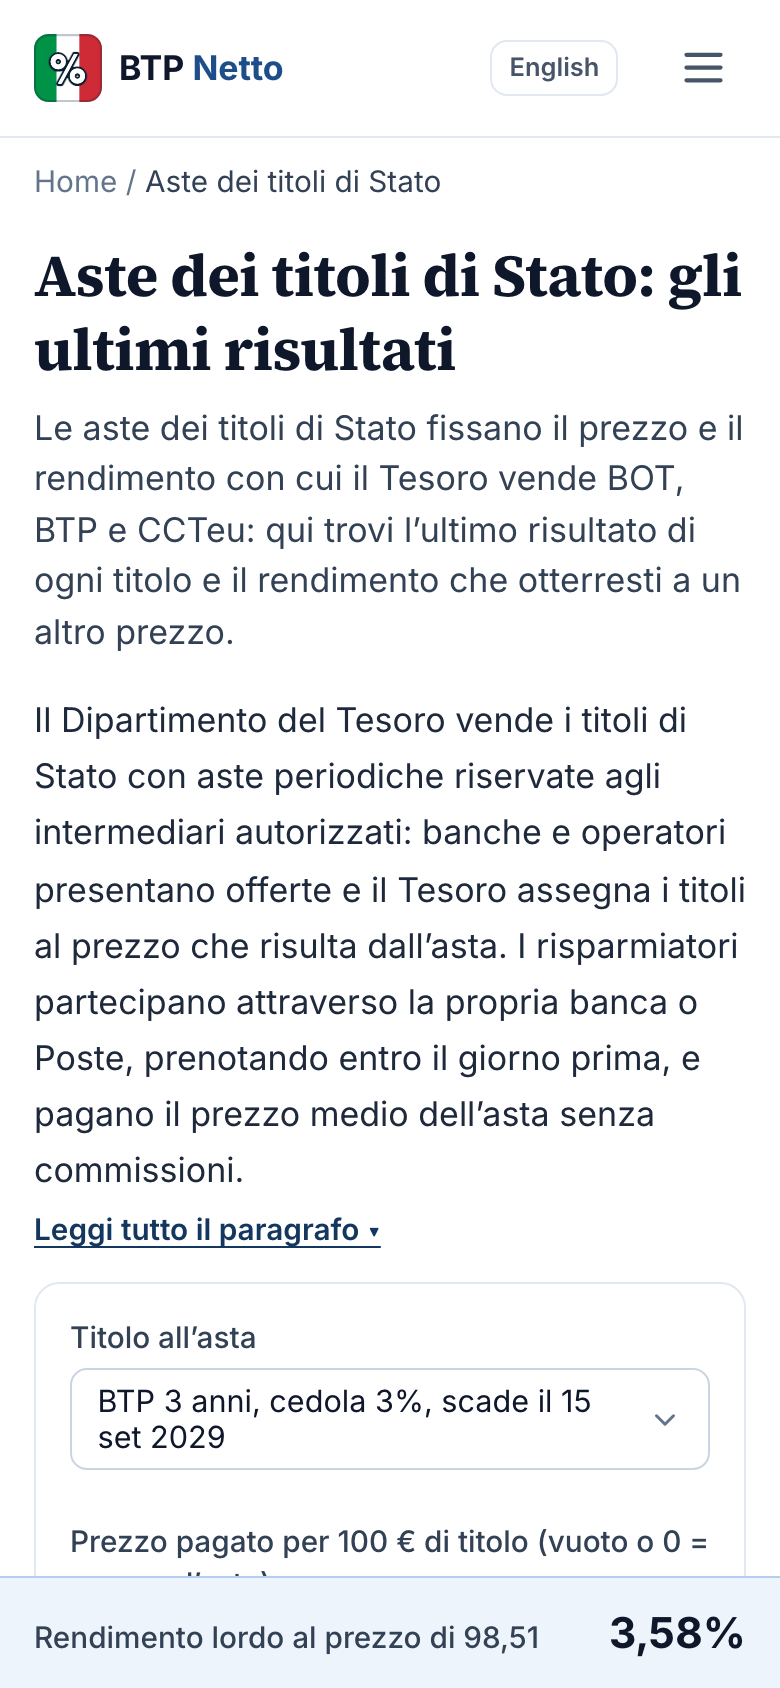 %
BTP Netto
English
Home / Aste dei titoli di Stato
Aste dei titoli di Stato: gli
ultimi risultati
Le aste dei titoli di Stato fissano il prezzo e il
rendimento con cui il Tesoro vende BOT,
BTP e CCTeu: qui trovi l’ultimo risultato di
ogni titolo e il rendimento che otterresti a un
altro prezzo.
Il Dipartimento del Tesoro vende i titoli di
Stato con aste periodiche riservate agli
intermediari autorizzati: banche e operatori
presentano offerte e il Tesoro assegna i titoli
al prezzo che risulta dall’asta. I risparmiatori
partecipano attraverso la propria banca o
Poste, prenotando entro il giorno prima, e
pagano il prezzo medio dell’asta senza
commissioni.
Leggi tutto il paragrafo ▾
Titolo all’asta
BTP 3 anni, cedola 3%, scade il 15
set 2029
Prezzo pagato per 100 € di titolo (vuoto o 0 =
Rendimento lordo al prezzo di 98,51
3,58%